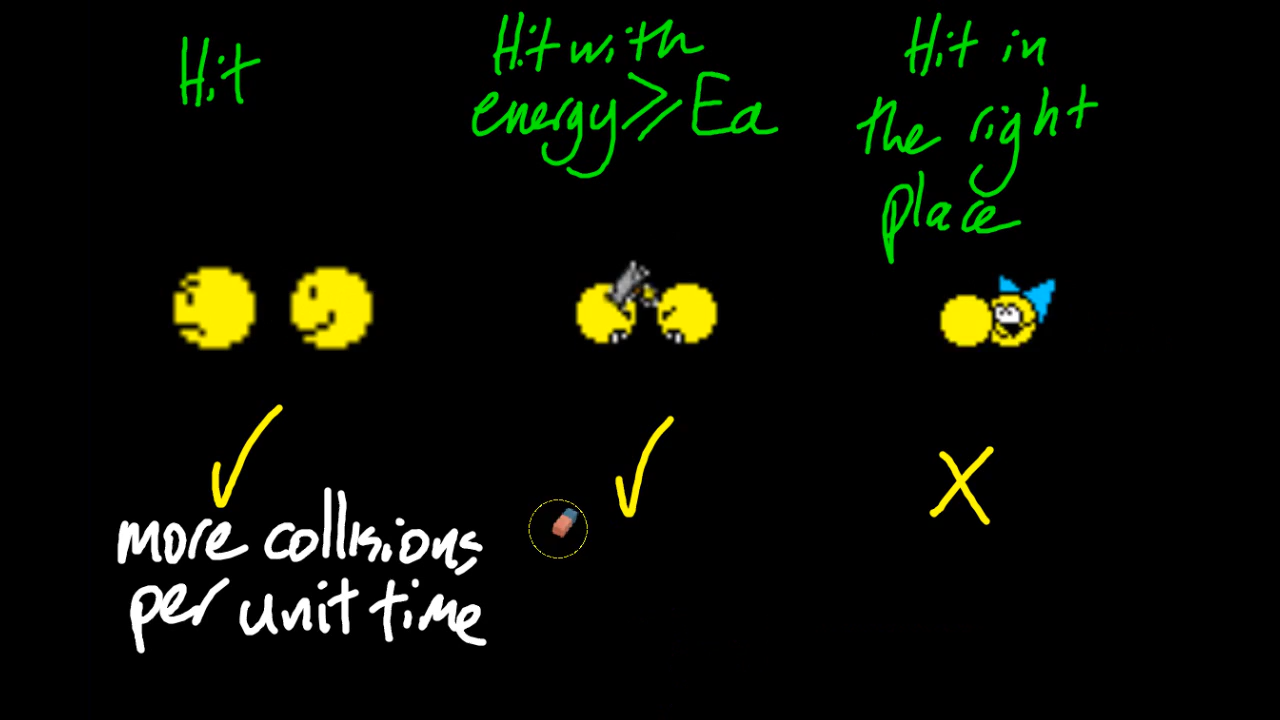 Hit
Hit with
energy ⩾ Ea
Hit in
the right
place
more collisions
per unit time